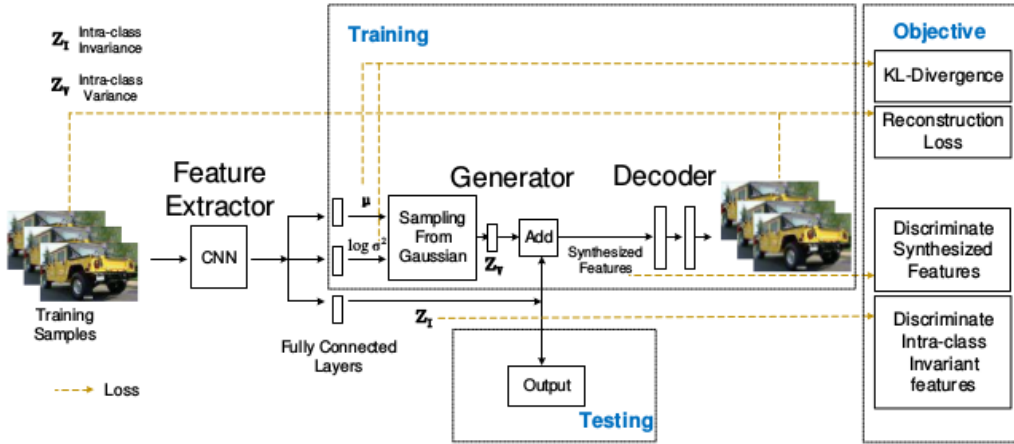 Z_I Intra-class
Invariance
Z_V Intra-class
Variance
Training
Objective
KL-Divergence
Reconstruction
Loss
Feature
Extractor
Generator
Decoder
μ
log σ²
Sampling
From
Gaussian
Z_V
Add
Synthesized
Features
CNN
Discriminate
Synthesized
Features
Training
Samples
Z_I
Fully Connected
Layers
Discriminate
Intra-class
Invariant
features
Output
Testing
Loss